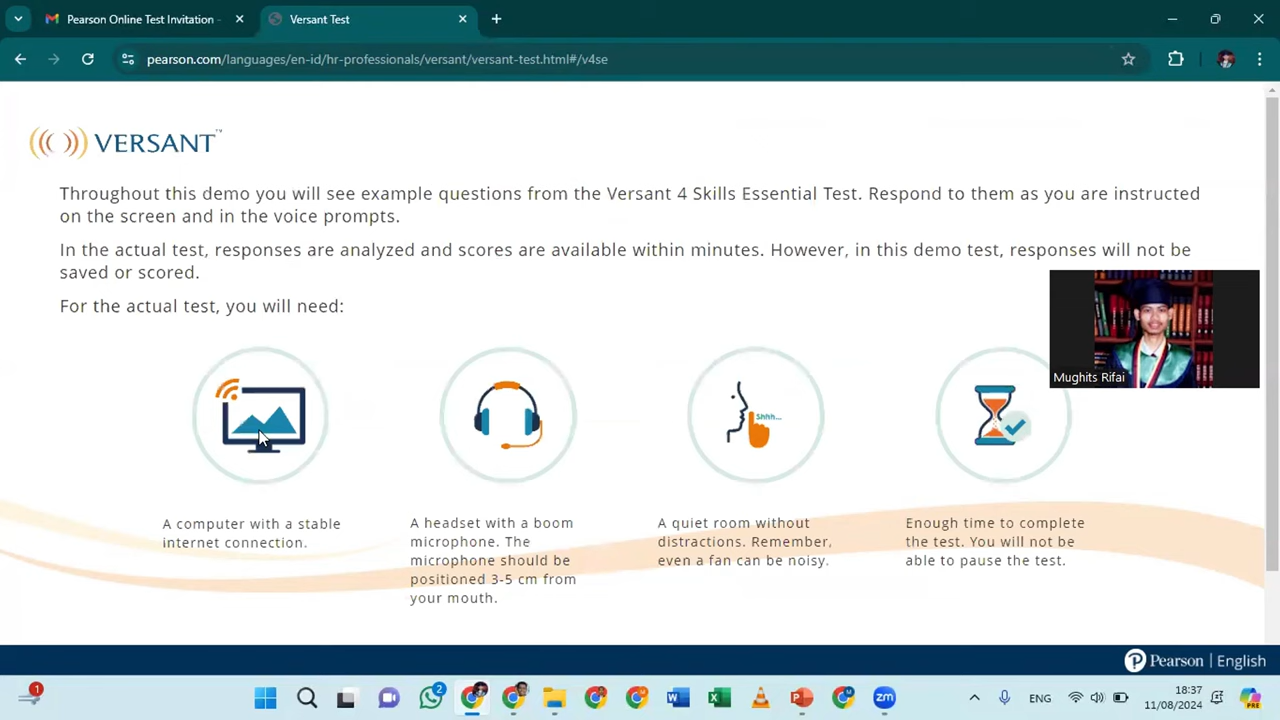 Pearson Online Test Invitation -
Versant Test
pearson.com/languages/en-id/hr-professionals/versant/versant-test.html#/v4se
VERSANT™
Throughout this demo you will see example questions from the Versant 4 Skills Essential Test. Respond to them as you are instructed
on the screen and in the voice prompts.
In the actual test, responses are analyzed and scores are available within minutes. However, in this demo test, responses will not be
saved or scored.
For the actual test, you will need:
Mughits Rifai
Shhh...
A computer with a stable
internet connection.
A headset with a boom
microphone. The
microphone should be
positioned 3-5 cm from
your mouth.
A quiet room without
distractions. Remember,
even a fan can be noisy.
Enough time to complete
the test. You will not be
able to pause the test.
Pearson | English
1
2
zm
ENG
18:37
11/08/2024
PRE